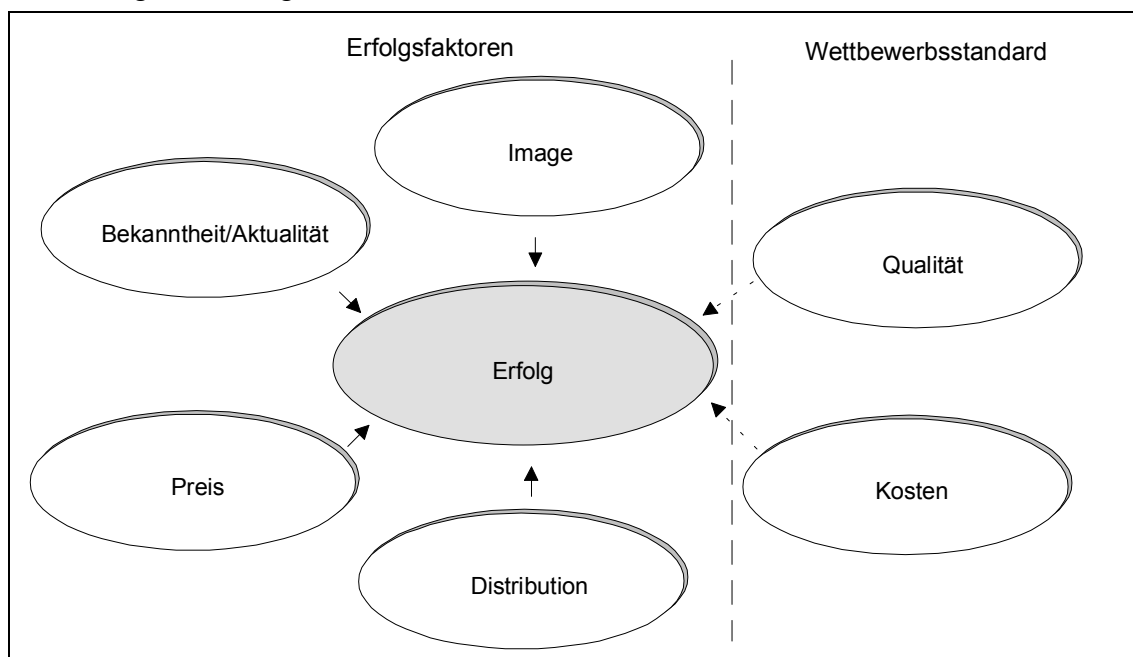 Erfolgsfaktoren
Wettbewerbsstandard
Image
Bekanntheit/Aktualität
Qualität
Erfolg
Preis
Kosten
Distribution